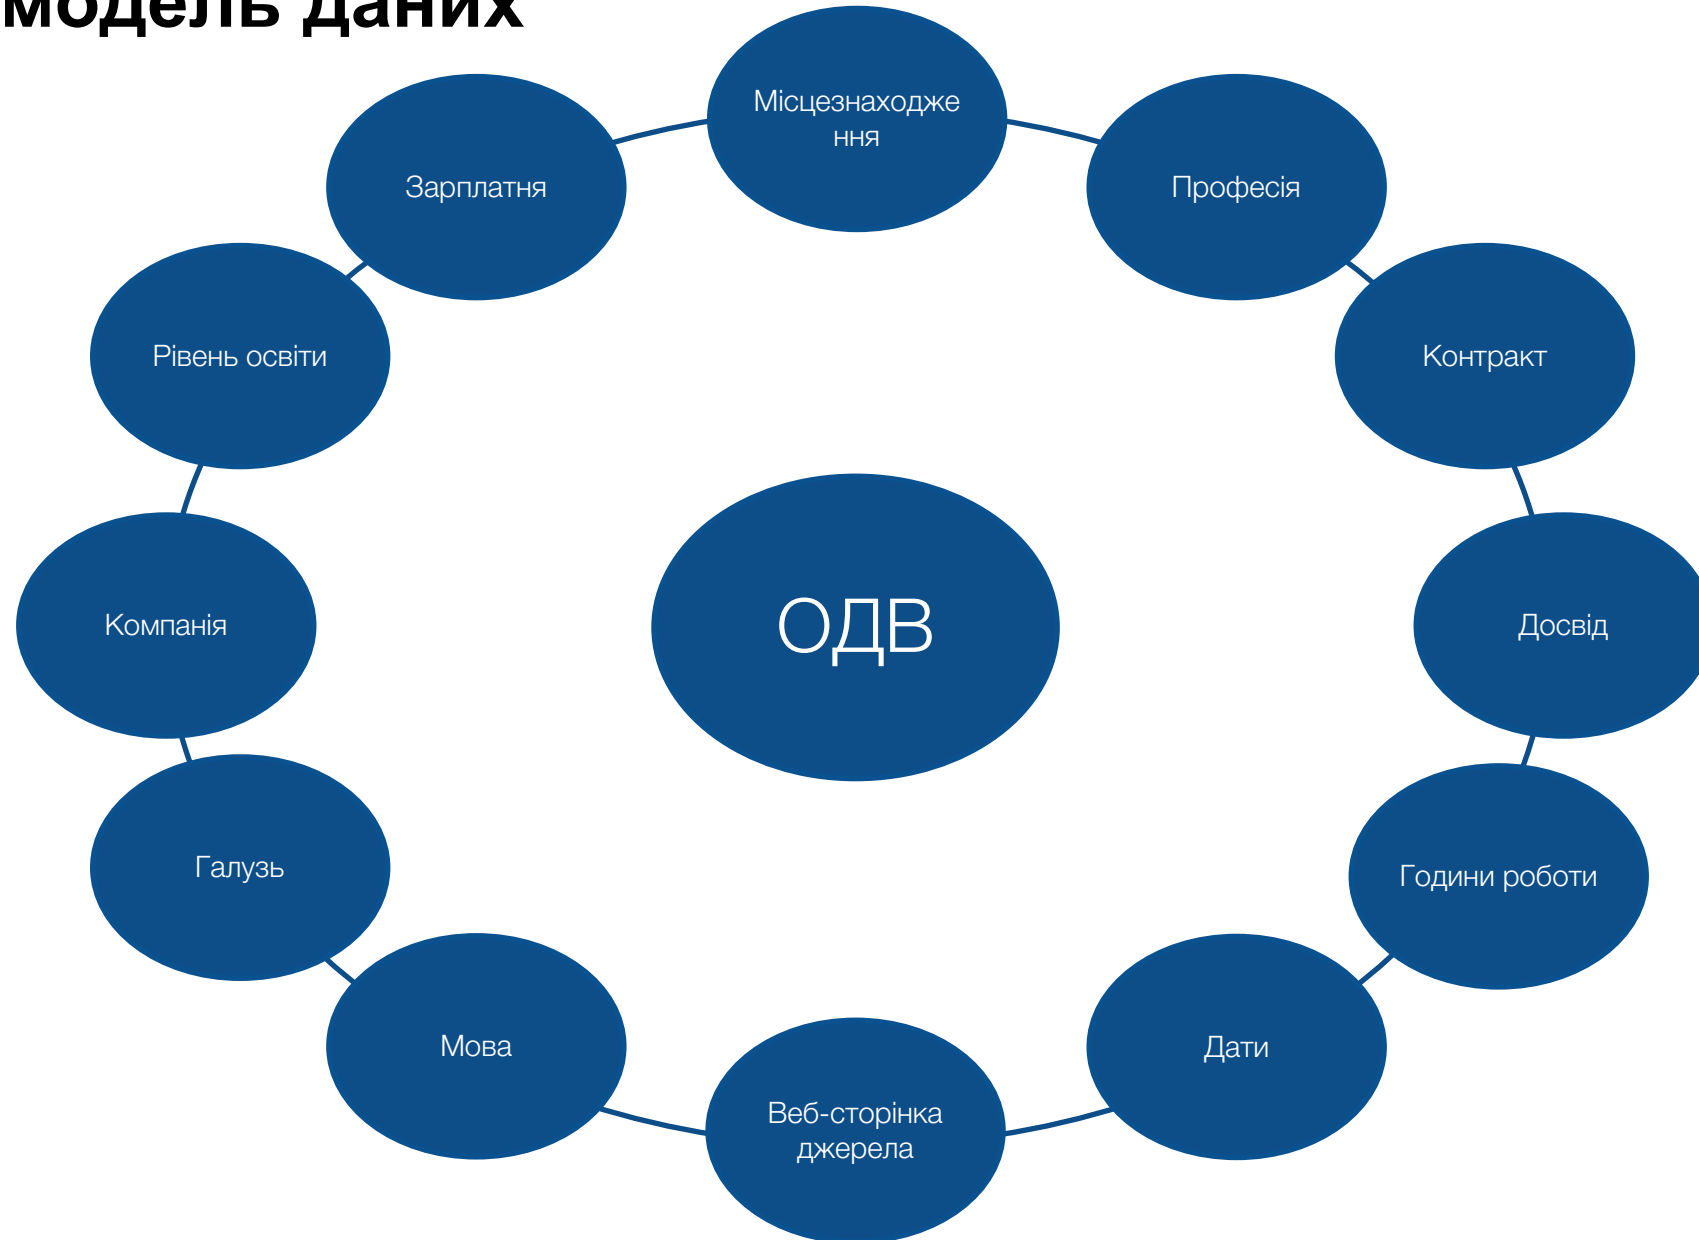 модель даних
Місцезнаходже
ння
Зарплатня
Професія
Рівень освіти
Контракт
ОДВ
Компанія
Досвід
Галузь
Години роботи
Мова
Дати
Веб-сторінка
джерела